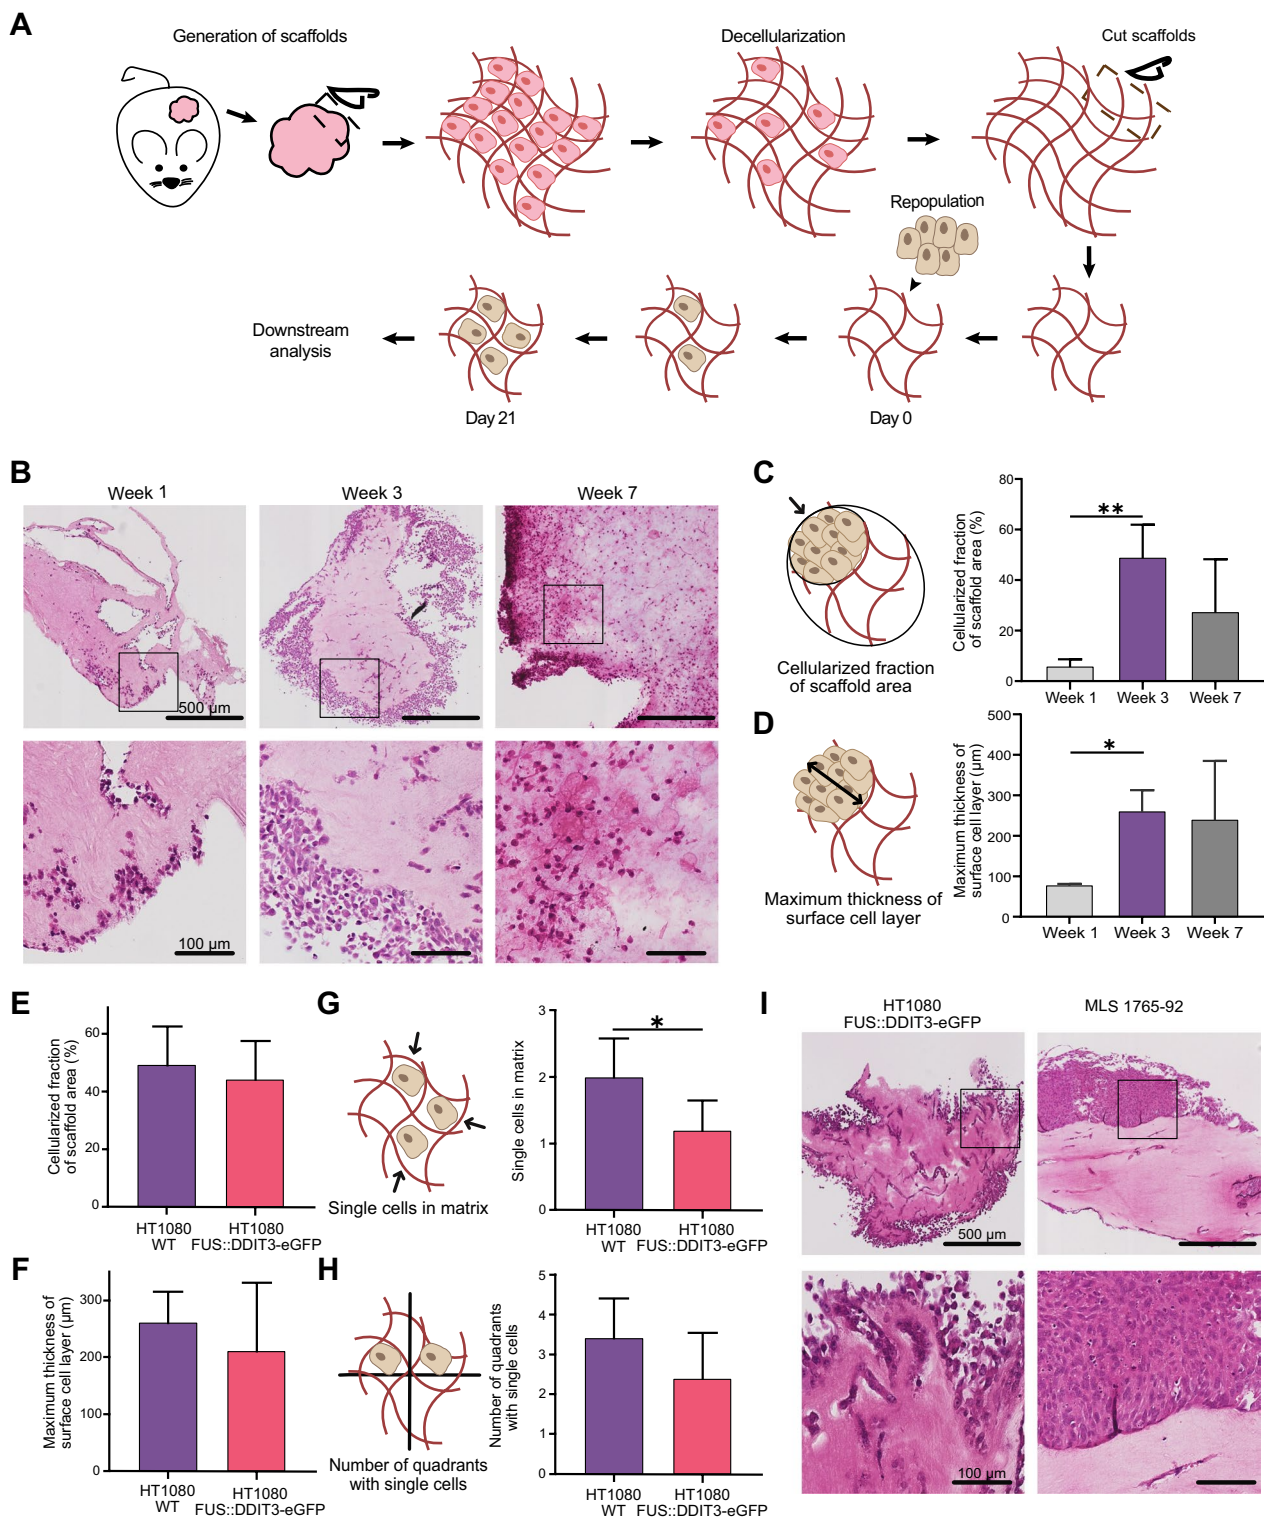 A
Generation of scaffolds
Decellularization
Cut scaffolds
Repopulation
Downstream
analysis
Day 21
Day 0
B
Week 1
Week 3
Week 7
500 µm
100 µm
C
Cellularized fraction
of scaffold area
Cellularized fraction
of scaffold area (%)
80
60
40
20
0
**
Week 1
Week 3
Week 7
D
Maximum thickness of
surface cell layer
Maximum thickness of
surface cell layer (µm)
500
400
300
200
100
0
*
Week 1
Week 3
Week 7
E
Cellularized fraction
of scaffold area (%)
60
40
20
0
HT1080
WT
HT1080
FUS::DDIT3-eGFP
F
Maximum thickness of
surface cell layer (µm)
300
200
100
0
HT1080
WT
HT1080
FUS::DDIT3-eGFP
G
Single cells in matrix
Single cells in matrix
3
2
1
0
*
HT1080
WT
HT1080
FUS::DDIT3-eGFP
H
Number of quadrants
with single cells
Number of quadrants
with single cells
5
4
3
2
1
0
HT1080
WT
HT1080
FUS::DDIT3-eGFP
I
HT1080
FUS::DDIT3-eGFP
MLS 1765-92
500 µm
100 µm